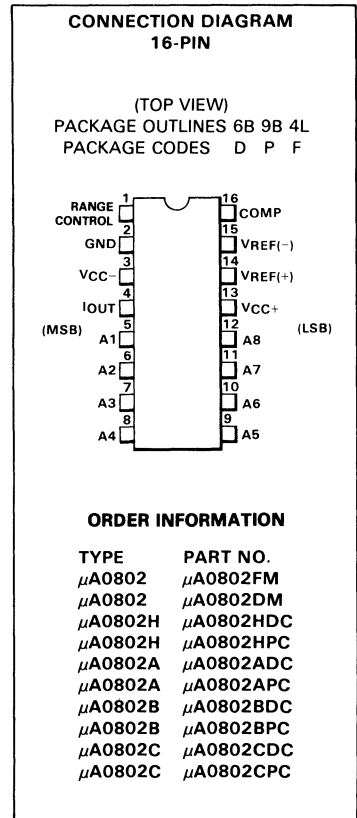 CONNECTION DIAGRAM
16-PIN
(TOP VIEW)
PACKAGE OUTLINES 6B 9B 4L
PACKAGE CODES D P F
1 16
RANGE CONTROL COMP
2 15
GND VREF(−)
3 14
VCC− VREF(+)
4 13
IOUT VCC+
(MSB) 5 12 (LSB)
A1 A8
6 11
A2 A7
7 10
A3 A6
8 9
A4 A5
ORDER INFORMATION
TYPE PART NO.
μA0802 μA0802FM
μA0802 μA0802DM
μA0802H μA0802HDC
μA0802H μA0802HPC
μA0802A μA0802ADC
μA0802A μA0802APC
μA0802B μA0802BDC
μA0802B μA0802BPC
μA0802C μA0802CDC
μA0802C μA0802CPC